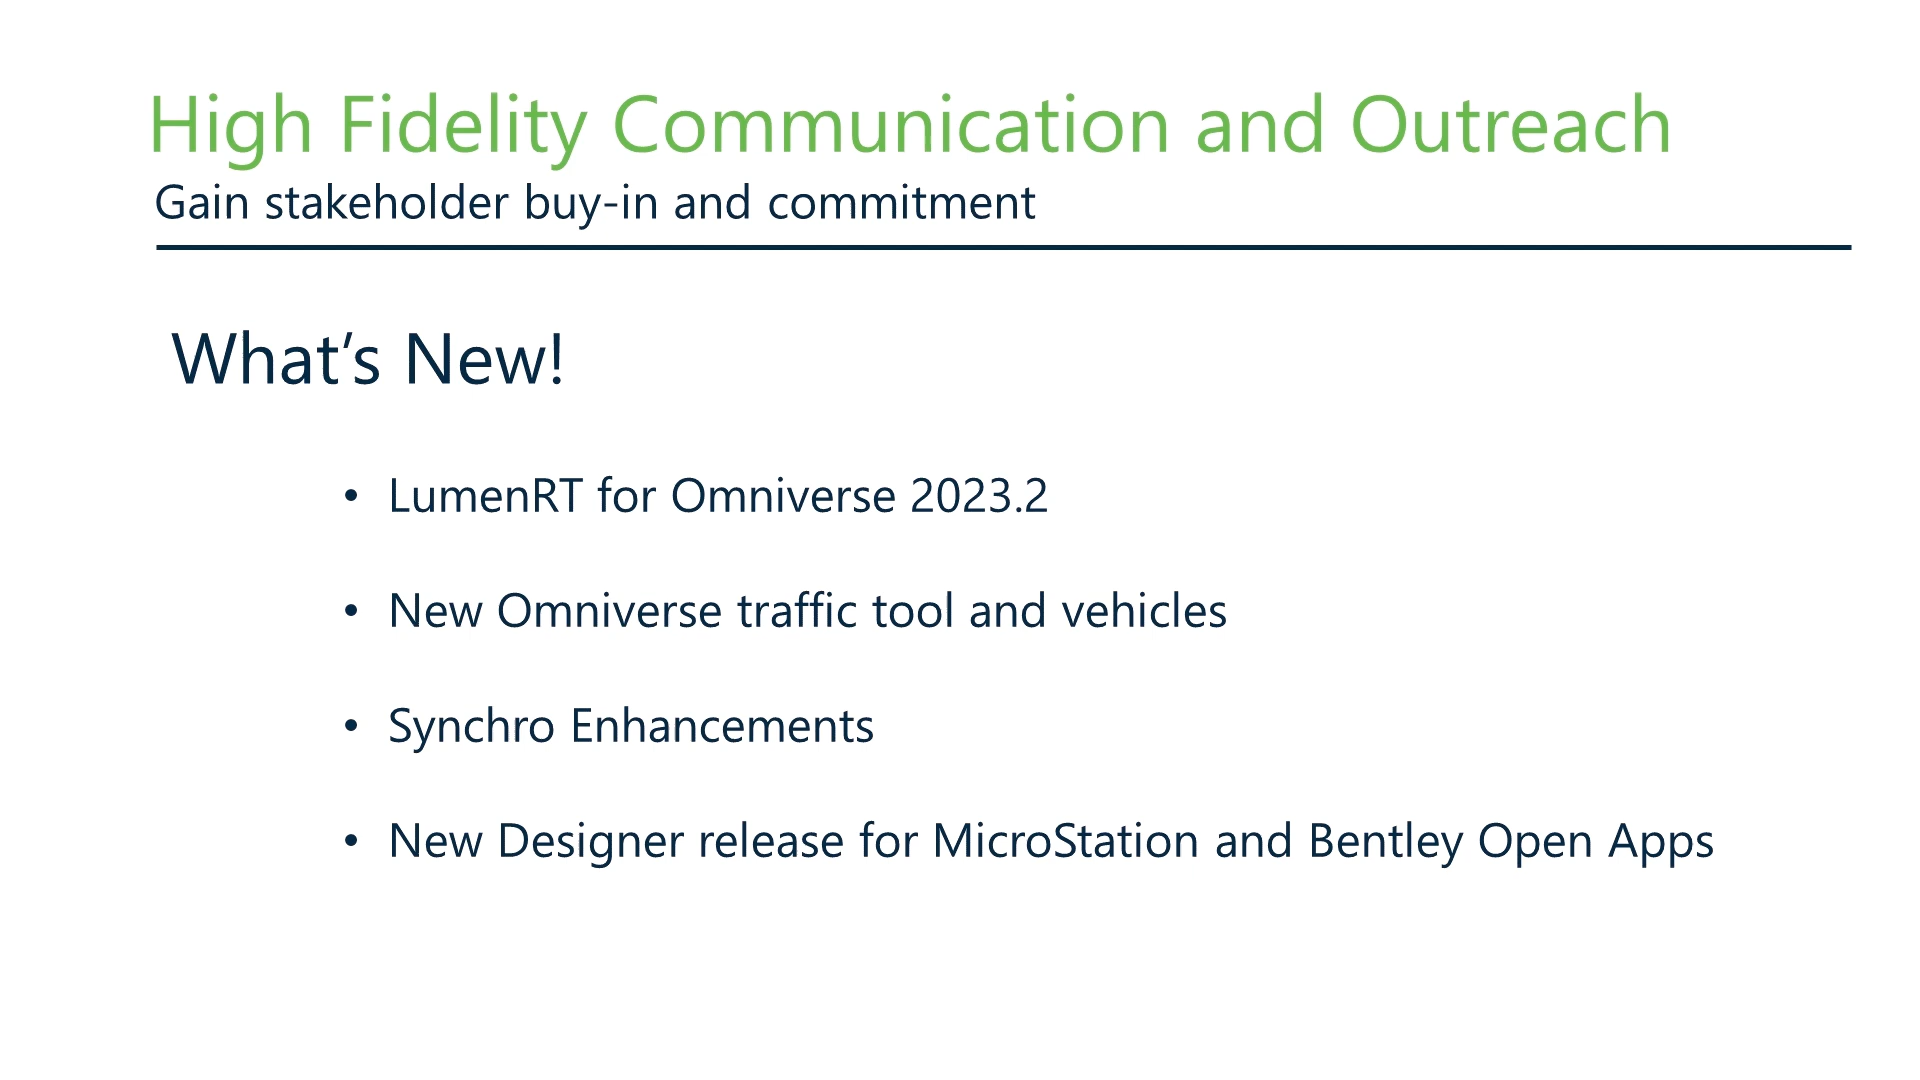 High Fidelity Communication and Outreach
Gain stakeholder buy-in and commitment
What’s New!
• LumenRT for Omniverse 2023.2
• New Omniverse traffic tool and vehicles
• Synchro Enhancements
• New Designer release for MicroStation and Bentley Open Apps